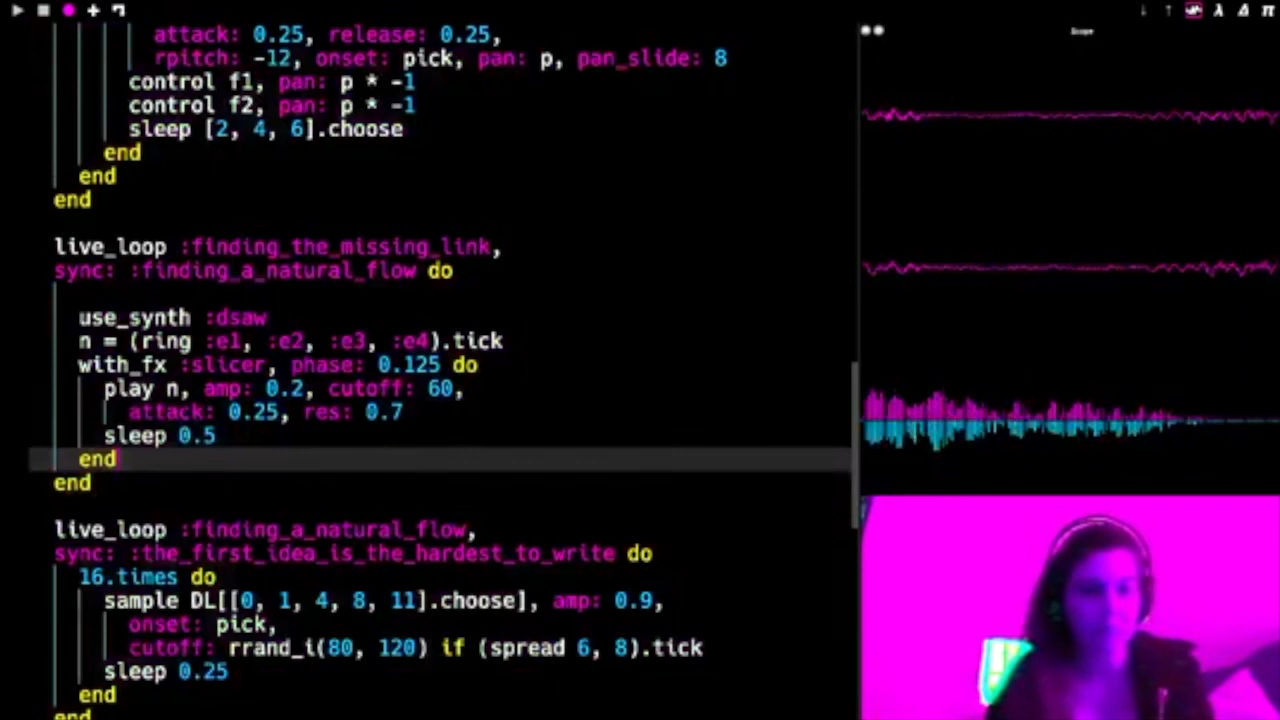 Scope
attack: 0.25, release: 0.25,
rpitch: -12, onset: pick, pan: p, pan_slide: 8
control f1, pan: p * -1
control f2, pan: p * -1
sleep [2, 4, 6].choose
end
end
end
live_loop :finding_the_missing_link,
sync: :finding_a_natural_flow do
use_synth :dsaw
n = (ring :e1, :e2, :e3, :e4).tick
with_fx :slicer, phase: 0.125 do
play n, amp: 0.2, cutoff: 60,
attack: 0.25, res: 0.7
sleep 0.5
end
end
live_loop :finding_a_natural_flow,
sync: :the_first_idea_is_the_hardest_to_write do
16.times do
sample DL[[0, 1, 4, 8, 11].choose], amp: 0.9,
onset: pick,
cutoff: rrand_i(80, 120) if (spread 6, 8).tick
sleep 0.25
end
end